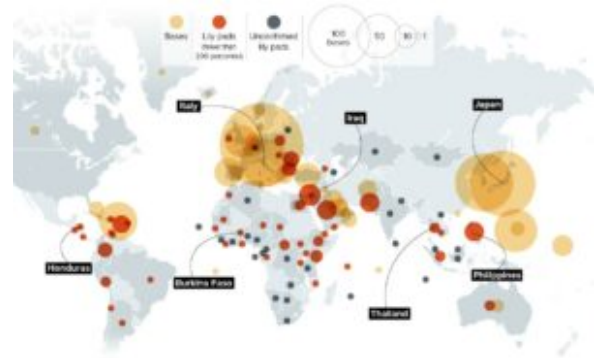 Bases
Lily pads
(fewer than
200 personnel)
Unconfirmed
lily pads
100
Bases
50
10
1
Italy
Iraq
Japan
Honduras
Burkina Faso
Thailand
Philippines